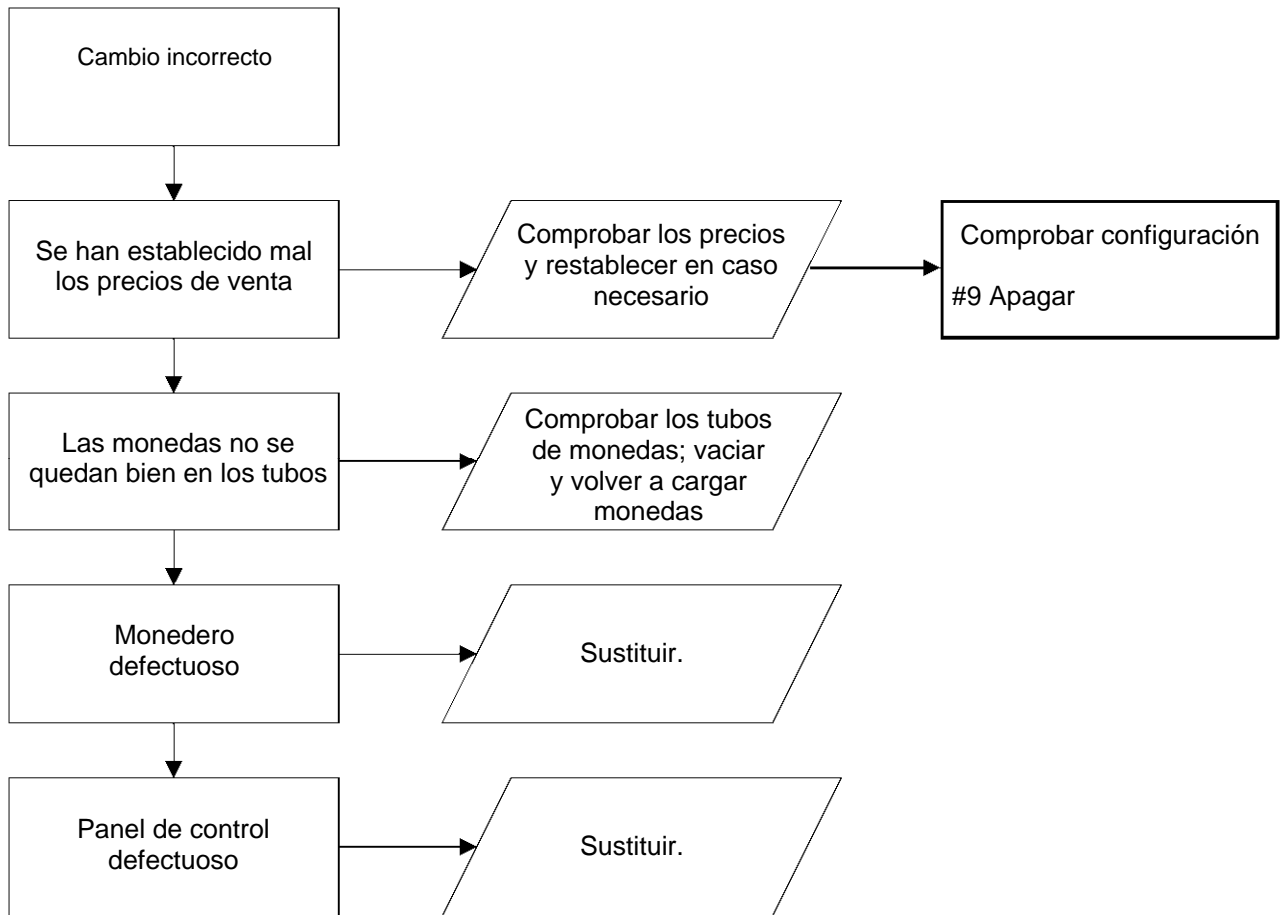 Cambio incorrecto
Se han establecido mal
los precios de venta
Comprobar los precios
y restablecer en caso
necesario
Comprobar configuración
#9 Apagar
Las monedas no se
quedan bien en los tubos
Comprobar los tubos
de monedas; vaciar
y volver a cargar
monedas
Monedero
defectuoso
Sustituir.
Panel de control
defectuoso
Sustituir.